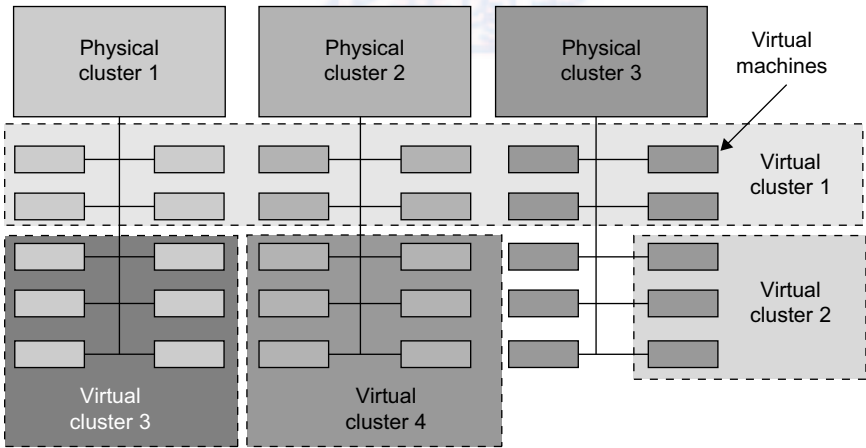 Physical
cluster 1
Physical
cluster 2
Physical
cluster 3
Virtual
machines
Virtual
cluster 1
Virtual
cluster 2
Virtual
cluster 3
Virtual
cluster 4